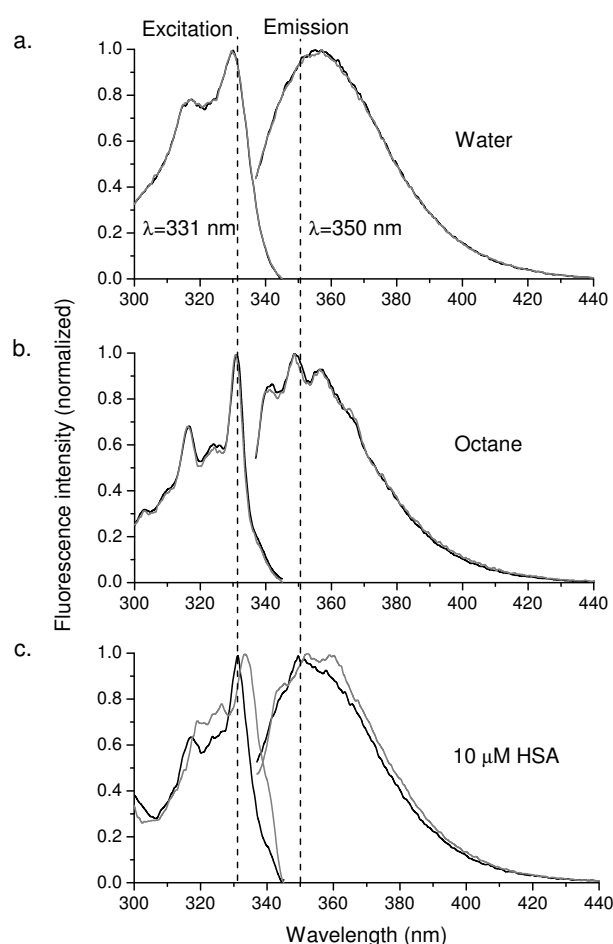 a.
Excitation
Emission
1.0
0.8
0.6
0.4
0.2
0.0
Water
λ=331 nm
λ=350 nm
300 320 340 360 380 400 420 440
b.
1.0
0.8
0.6
0.4
0.2
0.0
Octane
300 320 340 360 380 400 420 440
Fluorescence intensity (normalized)
c.
1.0
0.8
0.6
0.4
0.2
0.0
10 μM HSA
300 320 340 360 380 400 420 440
Wavelength (nm)